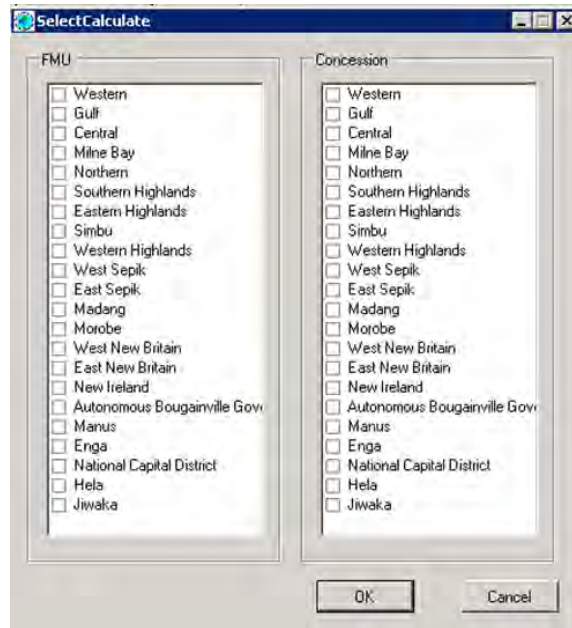 SelectCalculate
FMU
Western
Gulf
Central
Milne Bay
Northern
Southern Highlands
Eastern Highlands
Simbu
Western Highlands
West Sepik
East Sepik
Madang
Morobe
West New Britain
East New Britain
New Ireland
Autonomous Bougainville Gov
Manus
Enga
National Capital District
Hela
Jiwaka
Concession
Western
Gulf
Central
Milne Bay
Northern
Southern Highlands
Eastern Highlands
Simbu
Western Highlands
West Sepik
East Sepik
Madang
Morobe
West New Britain
East New Britain
New Ireland
Autonomous Bougainville Gov
Manus
Enga
National Capital District
Hela
Jiwaka
OK
Cancel